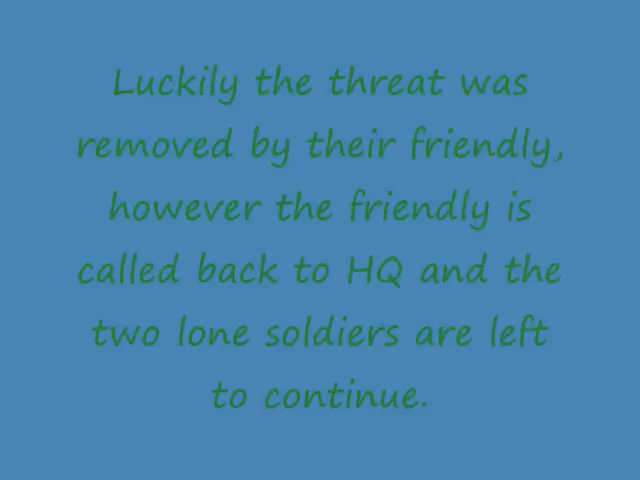 Luckily the threat was
removed by their friendly,
however the friendly is
called back to HQ and the
two lone soldiers are left
to continue.